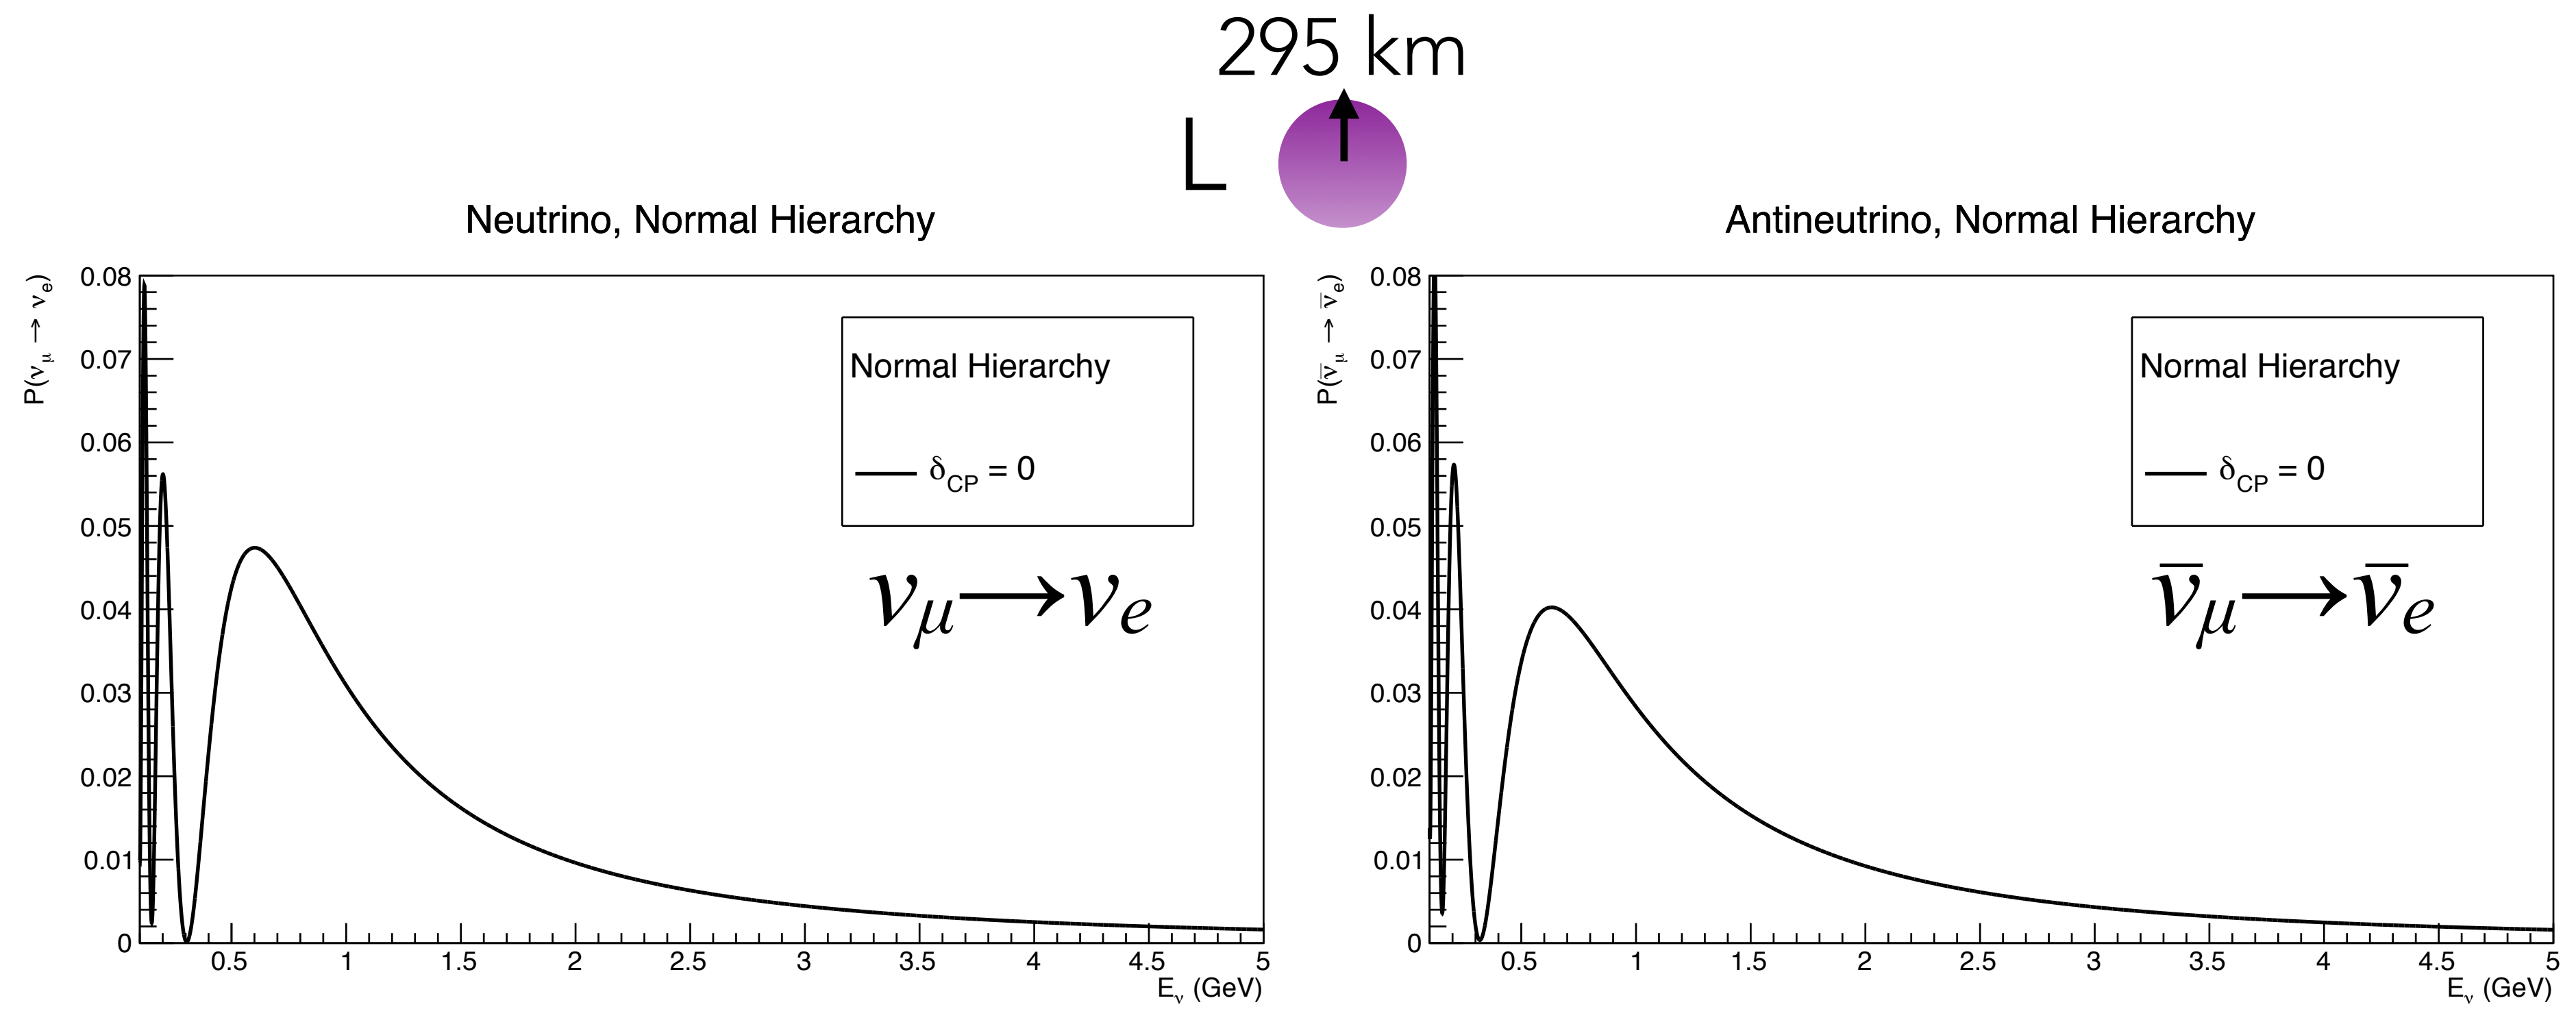 295 km
L
Neutrino, Normal Hierarchy
P(ν_μ → ν_e)
0.08
0.07
0.06
0.05
0.04
0.03
0.02
0.01
0
Normal Hierarchy
δ_CP = 0
ν_μ → ν_e
0.5 1 1.5 2 2.5 3 3.5 4 4.5 5
E_ν (GeV)
Antineutrino, Normal Hierarchy
P(ν̅_μ → ν̅_e)
0.08
0.07
0.06
0.05
0.04
0.03
0.02
0.01
0
Normal Hierarchy
δ_CP = 0
ν̅_μ → ν̅_e
0.5 1 1.5 2 2.5 3 3.5 4 4.5 5
E_ν (GeV)